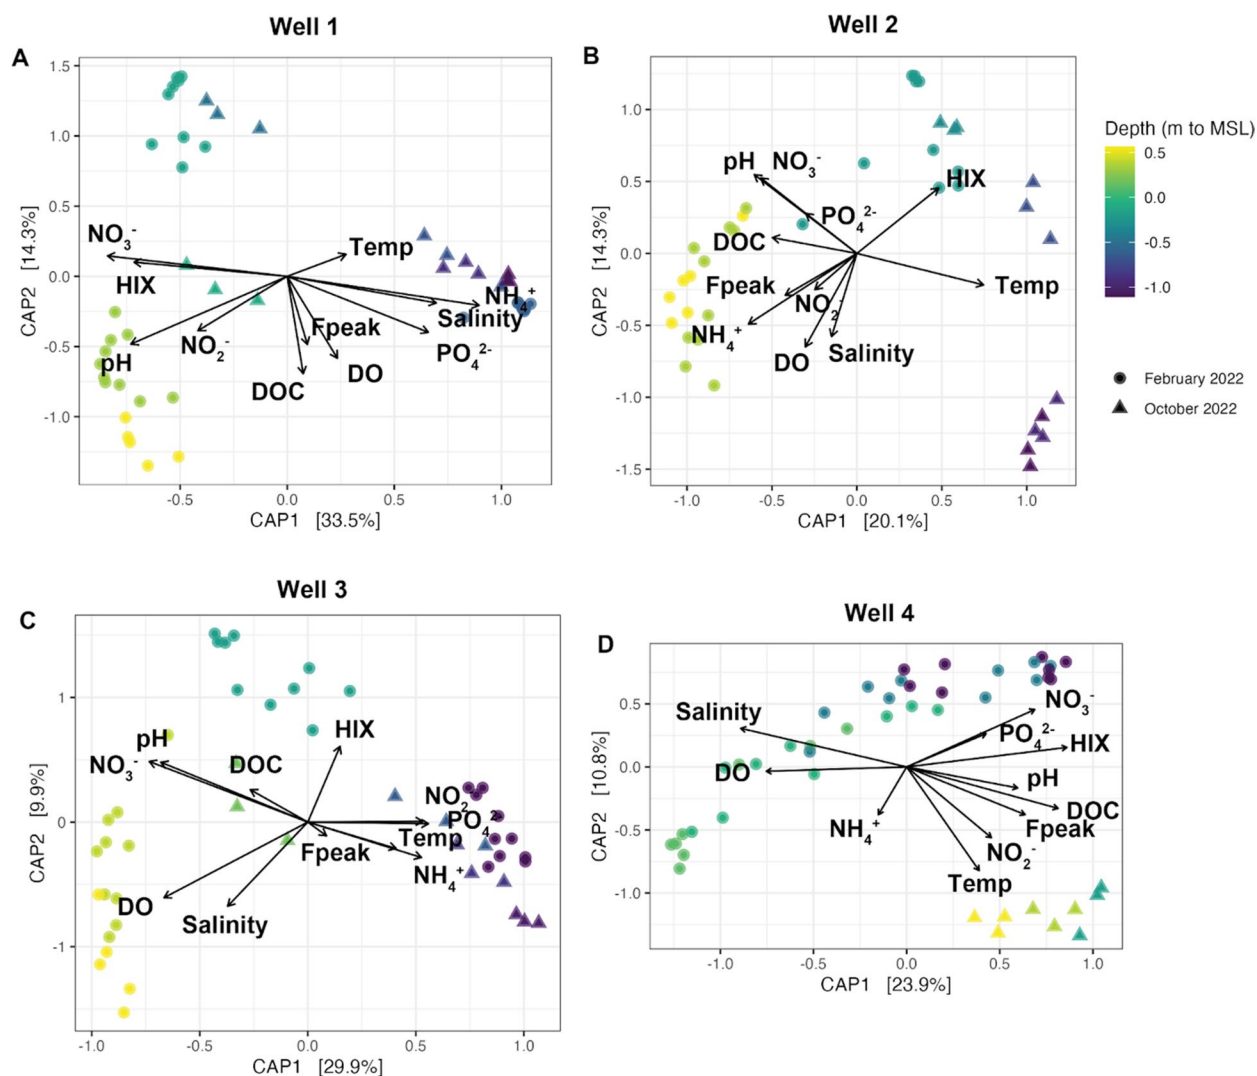 Well 1
A
1.5
1.0
0.5
0.0
-0.5
-1.0
CAP2 [14.3%]
NO₃⁻
HIX
pH
NO₂⁻
Temp
NH₄⁺
Salinity
Fpeak
PO₄²⁻
DO
DOC
-0.5 0.0 0.5 1.0
CAP1 [33.5%]
Well 2
B
1.0
0.5
0.0
-0.5
-1.0
-1.5
CAP2 [14.3%]
pH NO₃⁻
HIX
PO₄²⁻
DOC
Fpeak
NO₂⁻
Temp
NH₄⁺
DO
Salinity
-1.0 -0.5 0.0 0.5 1.0
CAP1 [20.1%]
Depth (m to MSL)
0.5
0.0
-0.5
-1.0
February 2022
October 2022
Well 3
C
1
0
-1
CAP2 [9.9%]
pH
NO₃⁻
DOC
HIX
NO₂⁻
PO₄²⁻
Temp
Fpeak
NH₄⁺
DO
Salinity
-1.0 -0.5 0.0 0.5 1.0
CAP1 [29.9%]
Well 4
D
0.5
0.0
-0.5
-1.0
CAP2 [10.8%]
Salinity
NO₃⁻
PO₄²⁻
HIX
DO
pH
DOC
NH₄⁺
Fpeak
NO₂⁻
Temp
-1.0 -0.5 0.0 0.5 1.0
CAP1 [23.9%]